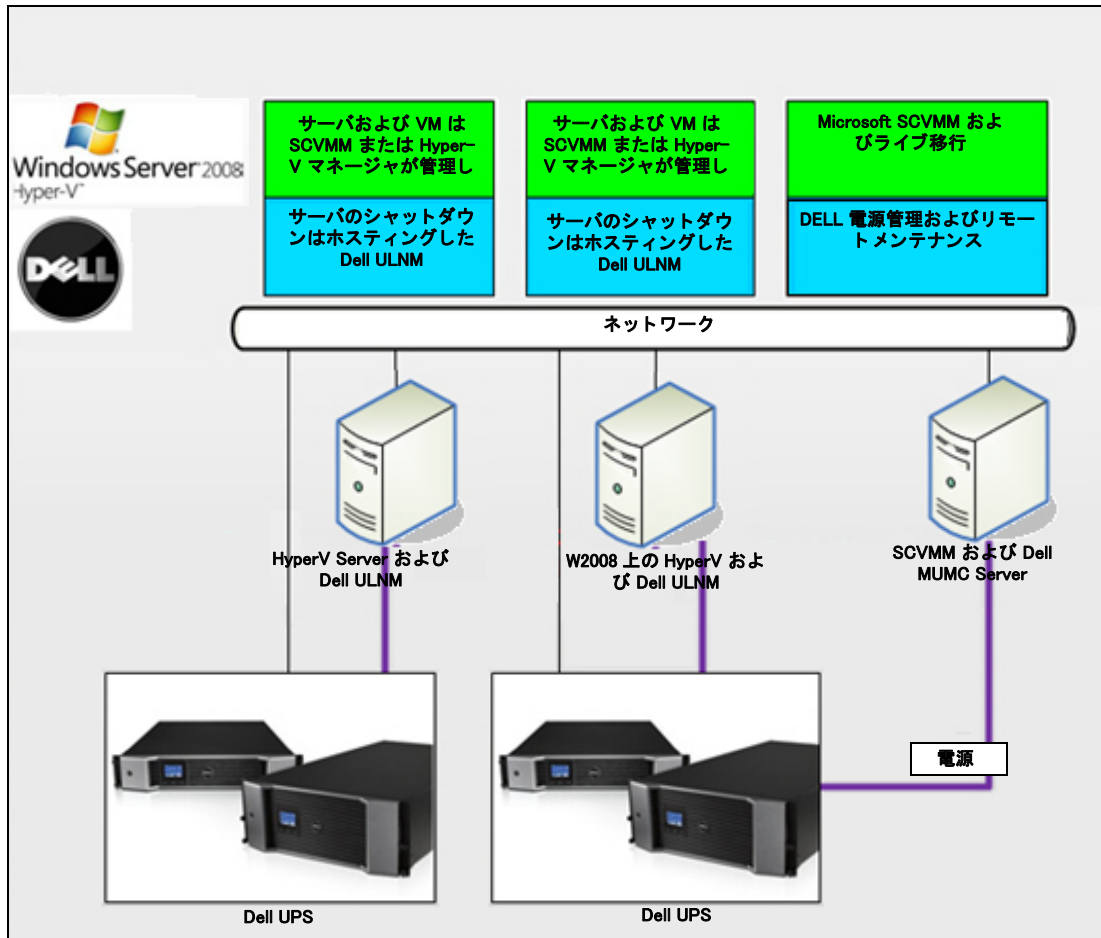 Windows Server 2008
Hyper-V
DELL
サーバおよび VM は
SCVMM または Hyper-
V マネージャが管理し
サーバのシャットダウ
ンはホスティングした
Dell ULNM
サーバおよび VM は
SCVMM または Hyper-
V マネージャが管理し
サーバのシャットダウ
ンはホスティングした
Dell ULNM
Microsoft SCVMM およ
びライブ移行
DELL 電源管理およびリモー
トメンテナンス
ネットワーク
HyperV Server および
Dell ULNM
W2008 上の HyperV およ
び Dell ULNM
SCVMM および Dell
MUMC Server
電源
Dell UPS
Dell UPS